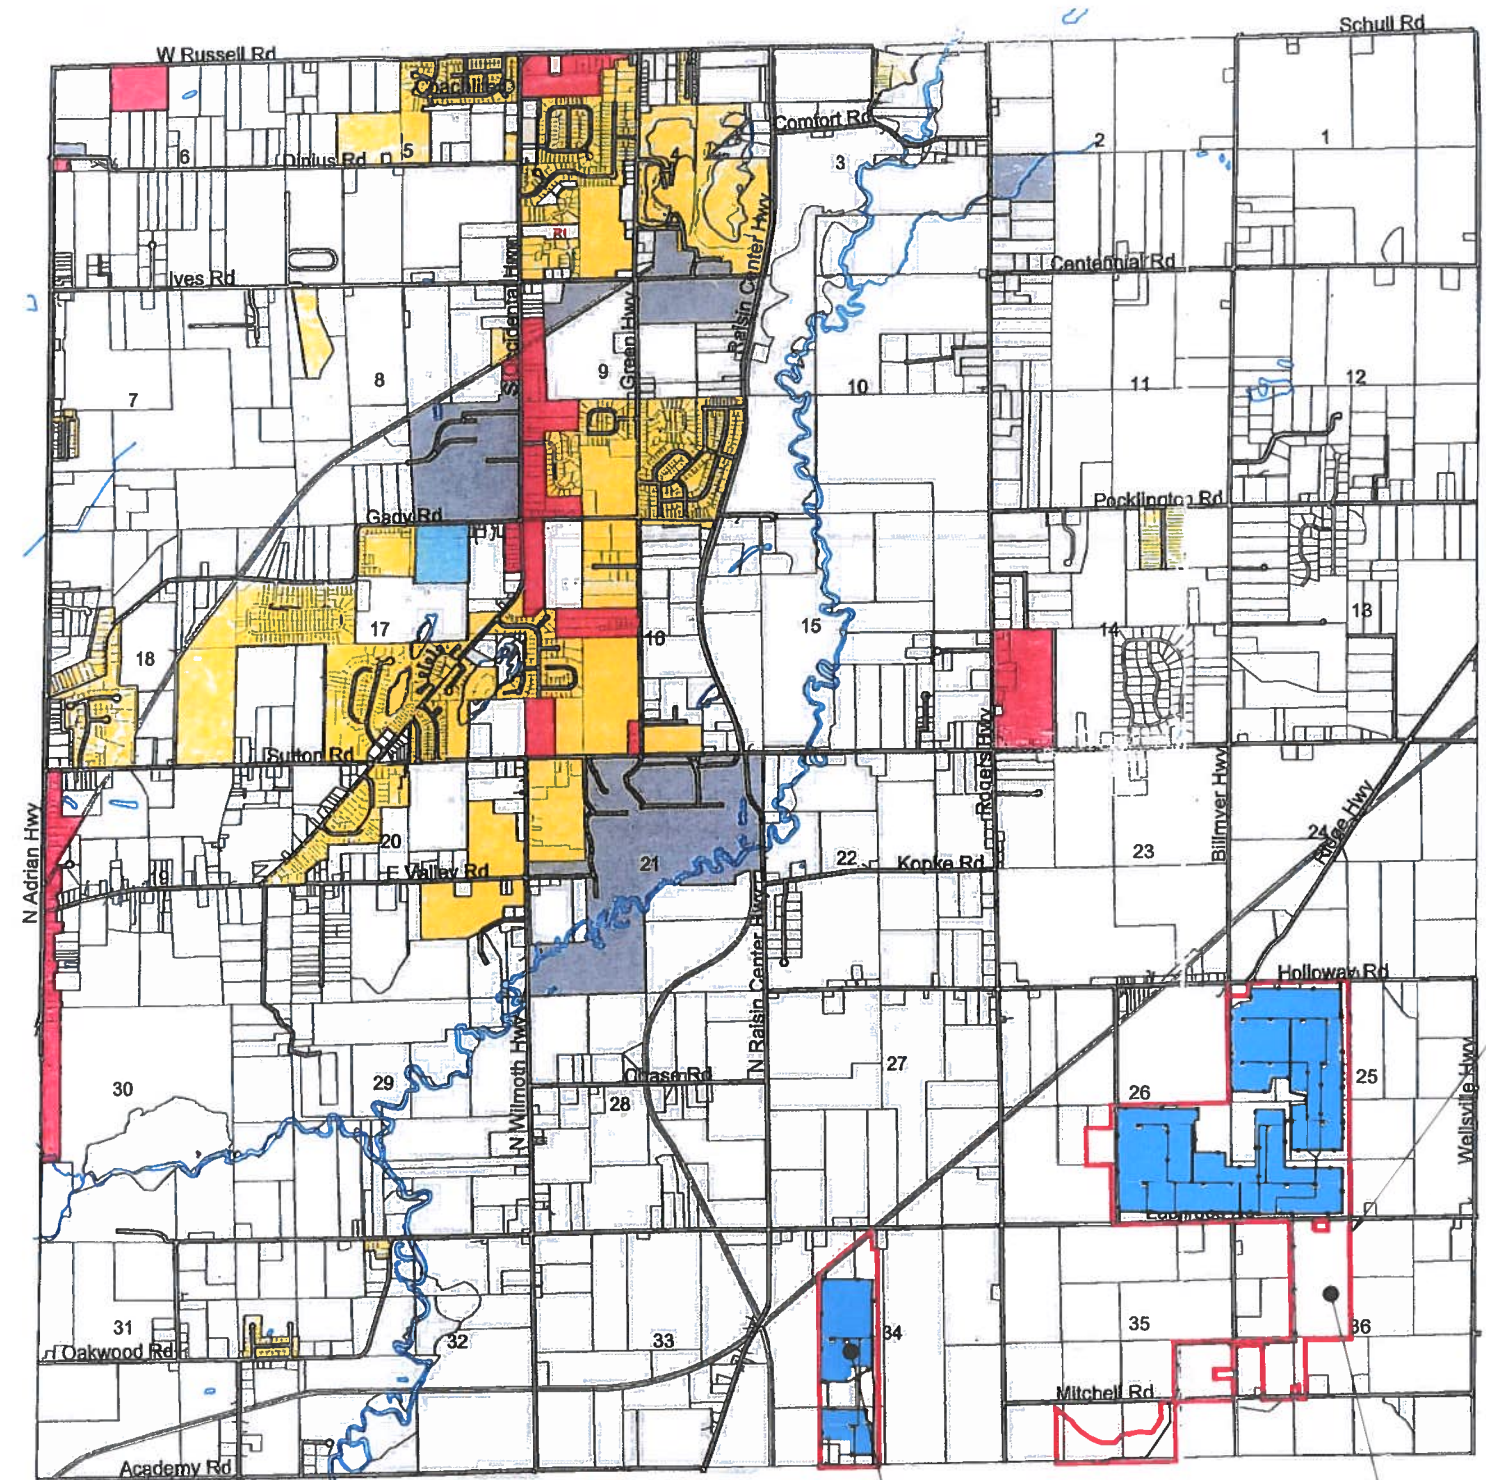 Schull Rd
W Russell Rd
Comfort Rd
2
1
6
5
Dinius Rd
4
3
RI
Raisin Center Hwy
Ives Rd
Centennial Rd
Green Hwy
7
8
9
10
11
12
Gady Rd
Pocklington Rd
17
18
16
15
14
13
Sutton Rd
Rogers Hwy
Billmyer Hwy
Ridge Hwy
N Adrian Hwy
19
20
21
22
23
24
E Valley Rd
Kopke Rd
N Raisin Center Hwy
Holloway Rd
N Wilmoth Hwy
Chase Rd
Wellsville Hwy
30
29
28
27
26
25
31
32
33
34
35
36
Oakwood Rd
Mitchell Rd
Academy Rd